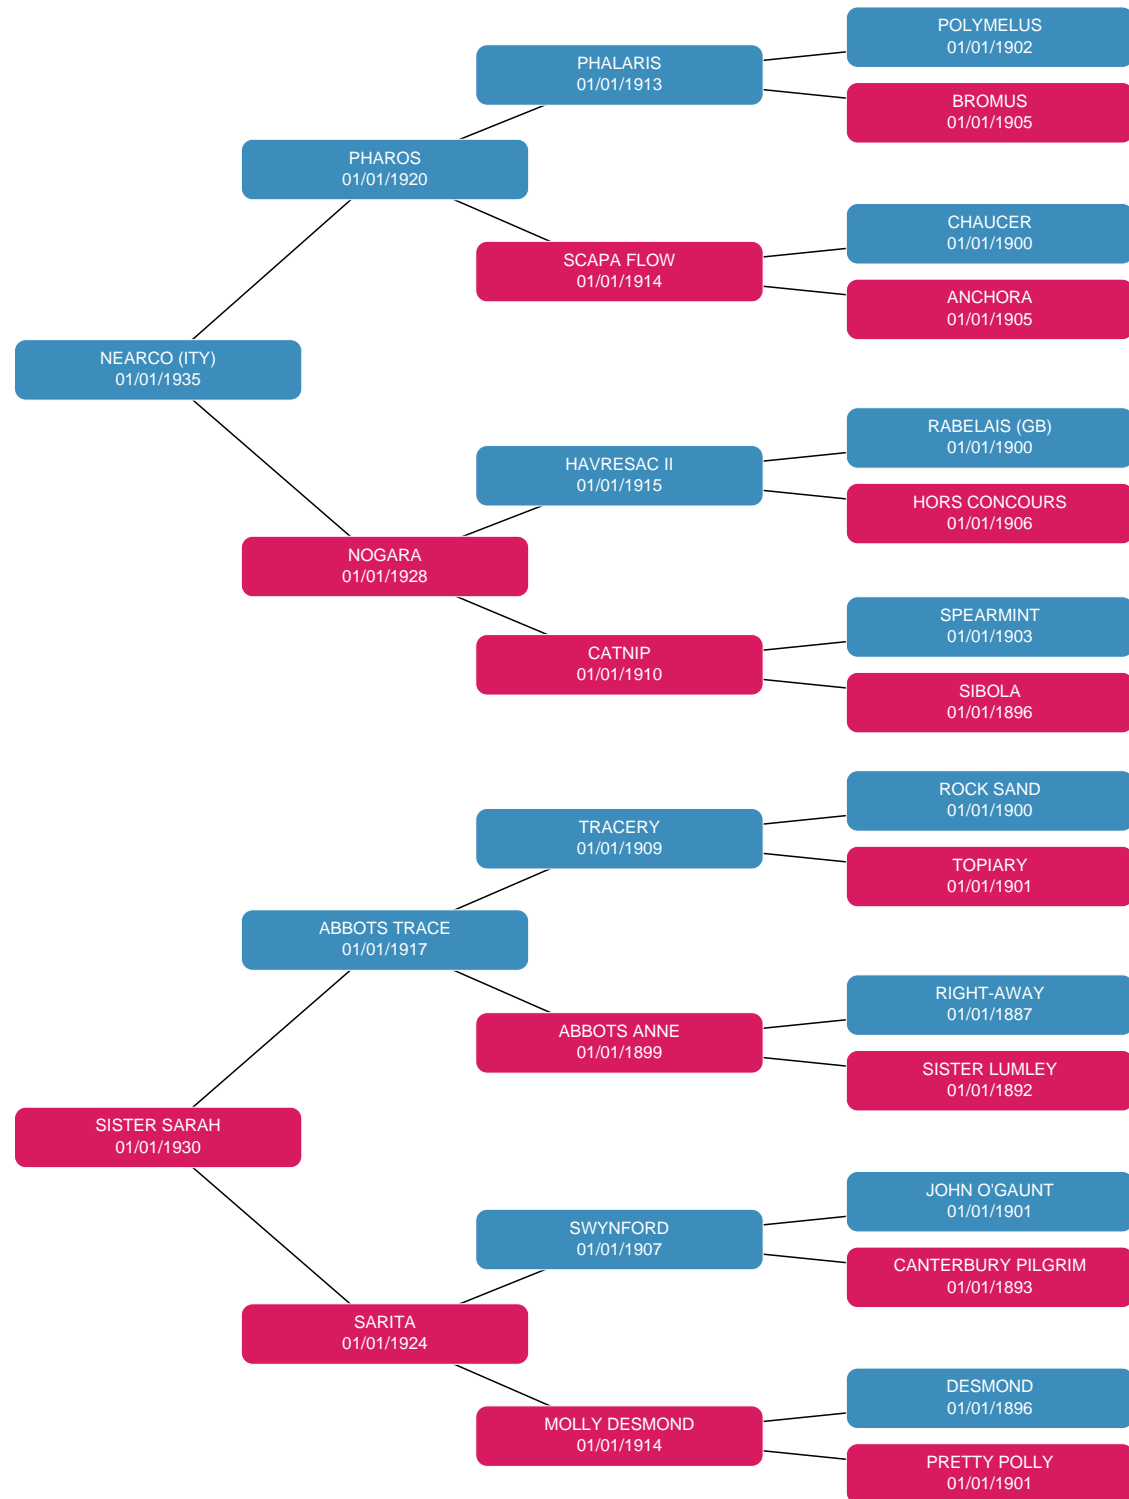 POLYMELUS
01/01/1902
PHALARIS
01/01/1913
BROMUS
01/01/1905
PHAROS
01/01/1920
CHAUCER
01/01/1900
SCAPA FLOW
01/01/1914
ANCHORA
01/01/1905
NEARCO (ITY)
01/01/1935
RABELAIS (GB)
01/01/1900
HAVRESAC II
01/01/1915
HORS CONCOURS
01/01/1906
NOGARA
01/01/1928
SPEARMINT
01/01/1903
CATNIP
01/01/1910
SIBOLA
01/01/1896
ROCK SAND
01/01/1900
TRACERY
01/01/1909
TOPIARY
01/01/1901
ABBOTS TRACE
01/01/1917
RIGHT-AWAY
01/01/1887
ABBOTS ANNE
01/01/1899
SISTER LUMLEY
01/01/1892
SISTER SARAH
01/01/1930
JOHN O'GAUNT
01/01/1901
SWYNFORD
01/01/1907
CANTERBURY PILGRIM
01/01/1893
SARITA
01/01/1924
DESMOND
01/01/1896
MOLLY DESMOND
01/01/1914
PRETTY POLLY
01/01/1901